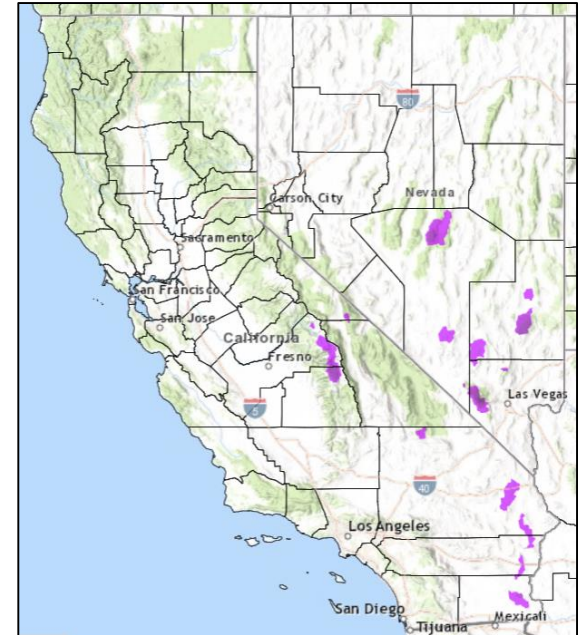 80
Nevada
Carson City
Sacramento
San Francisco
San Jose
California
Fresno
Las Vegas
5
40
Los Angeles
San Diego
Mexicali
Tijuana